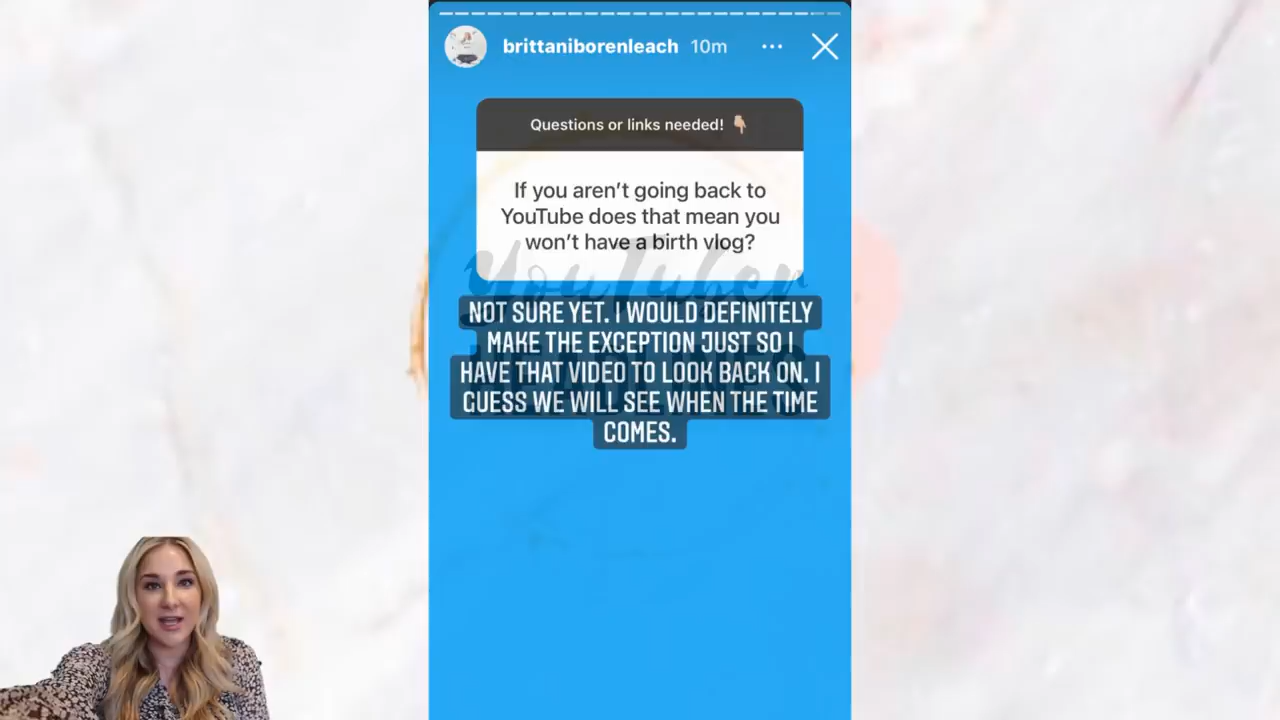 brittaniborenleach 10m
Questions or links needed! 👇🏼
If you aren't going back to
YouTube does that mean you
won't have a birth vlog?
YouTuber
NOT SURE YET. I WOULD DEFINITELY
MAKE THE EXCEPTION JUST SO I
HEADLINES
HAVE THAT VIDEO TO LOOK BACK ON. I
GUESS WE WILL SEE WHEN THE TIME
COMES.